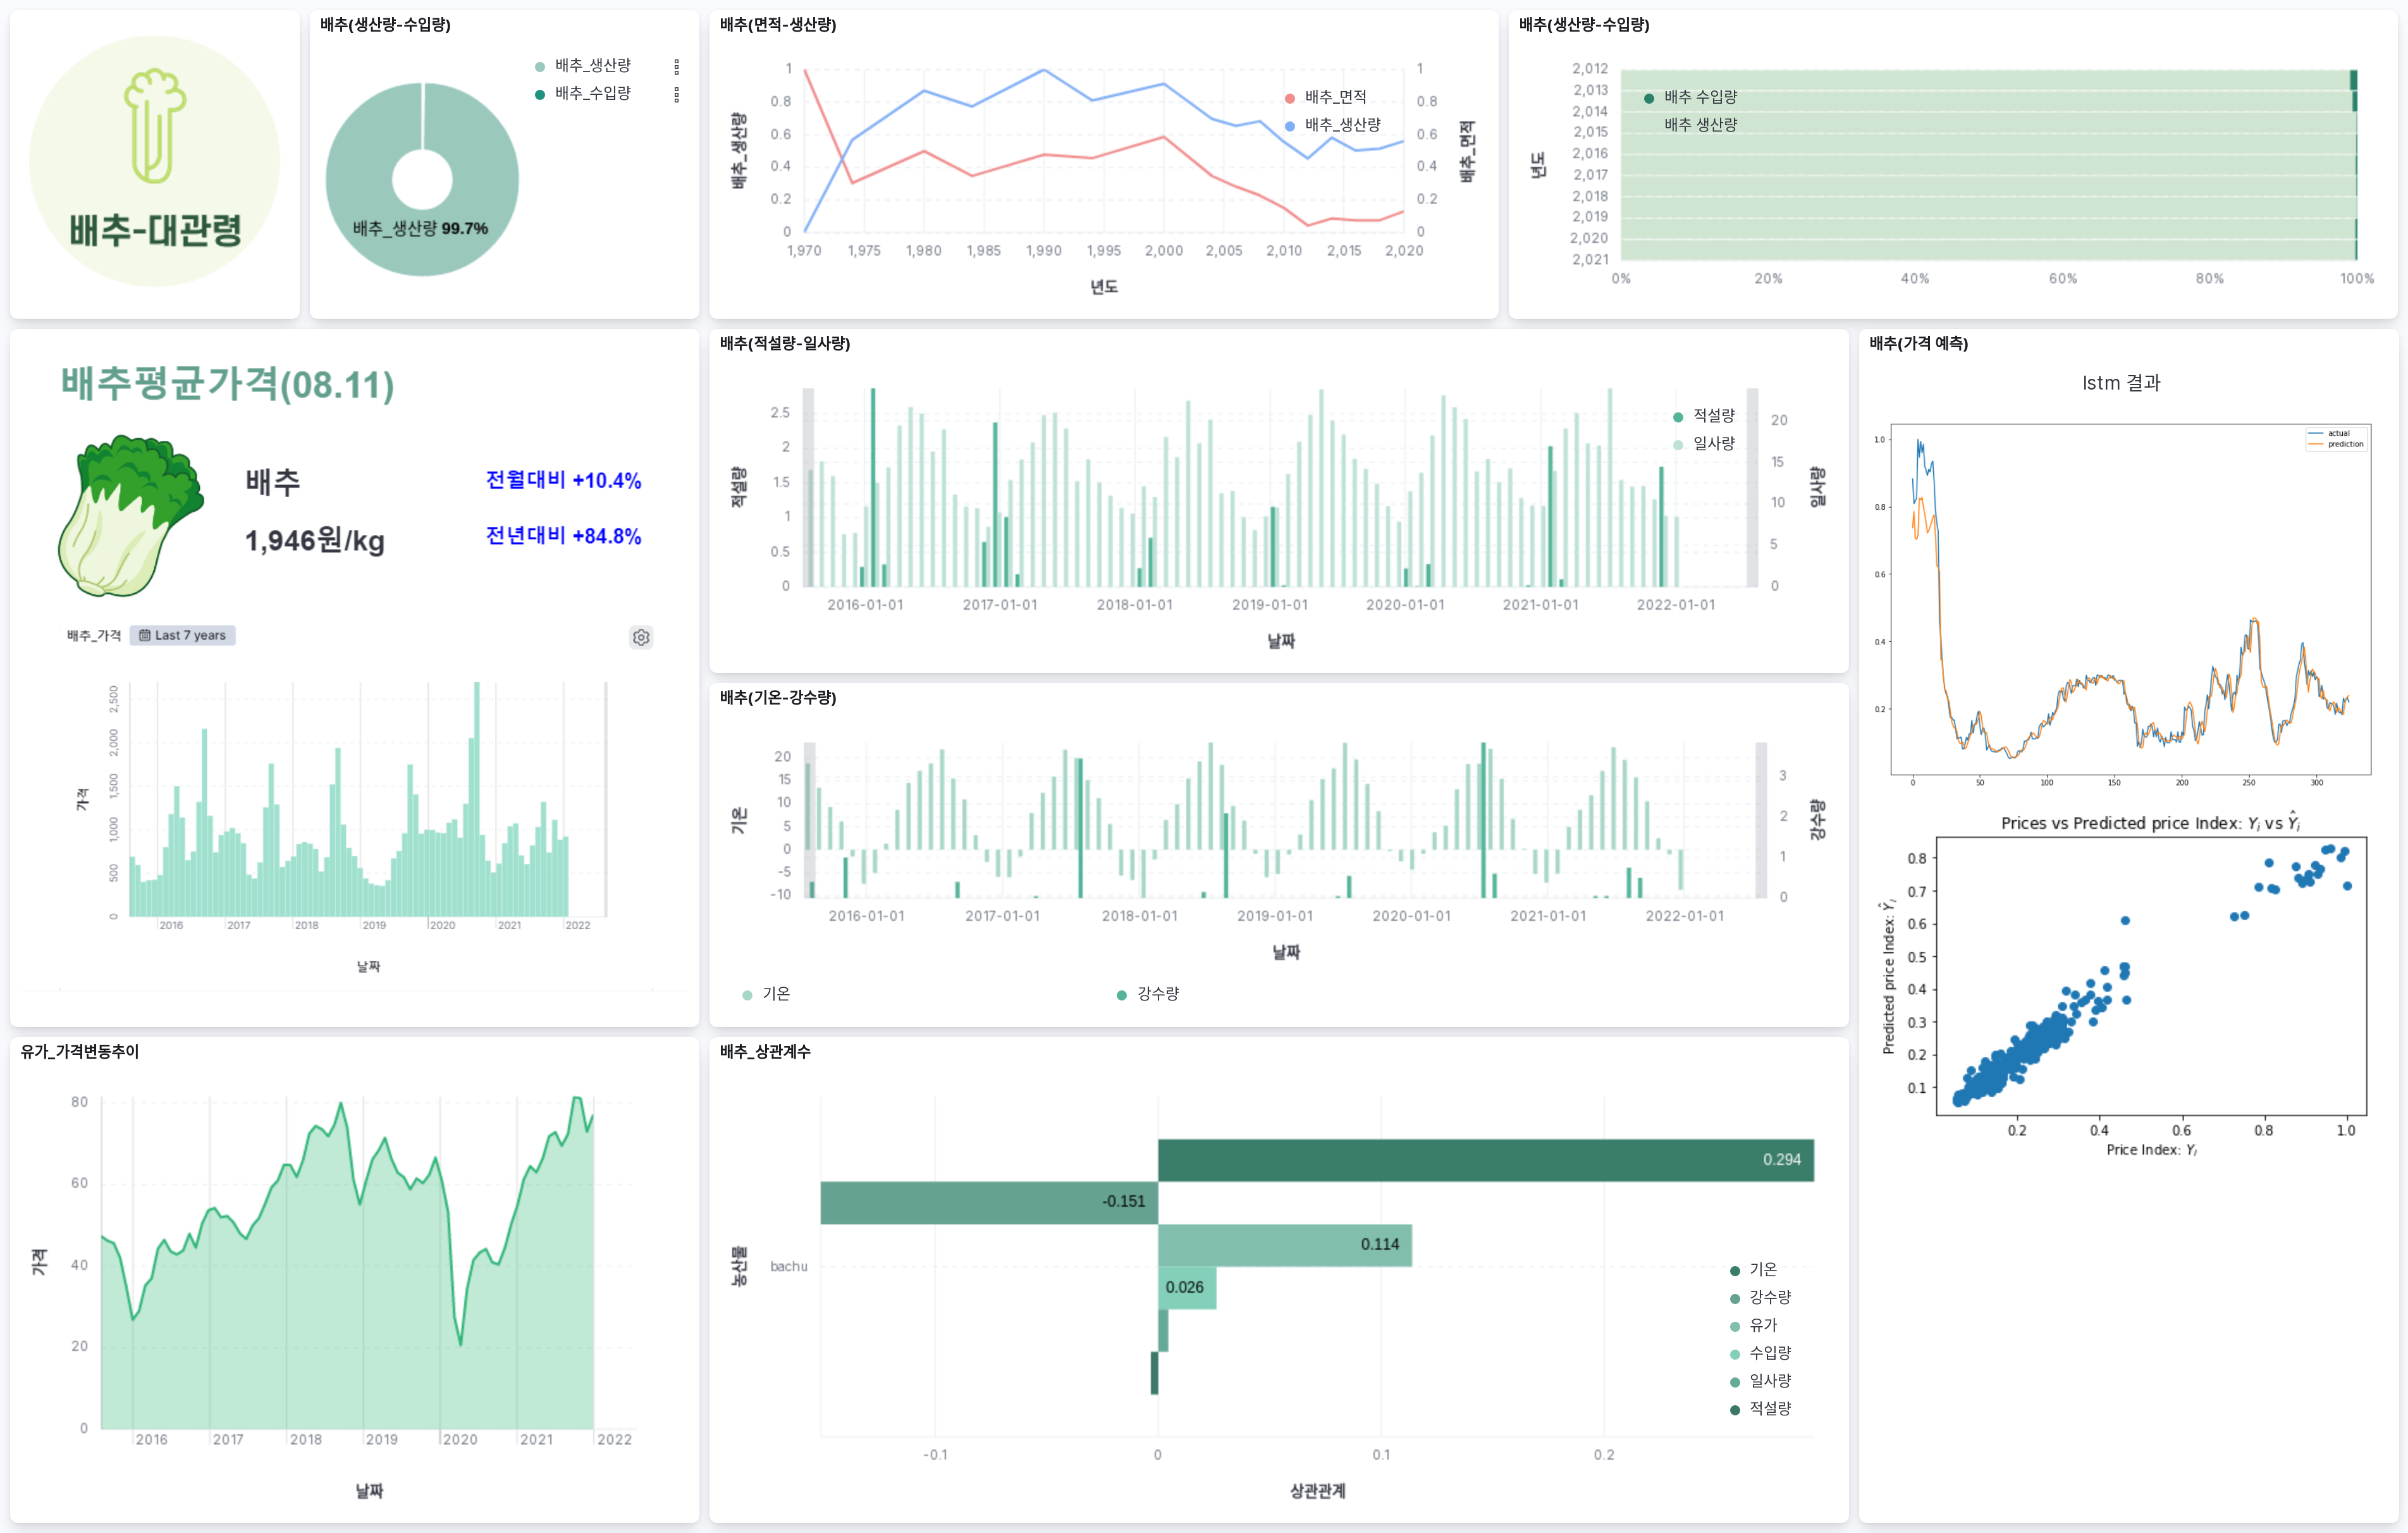 배추-대관령
배추(생산량-수입량)
배추_생산량
배추_수입량
배추_생산량 99.7%
배추(면적-생산량)
배추_생산량
1
0.8
0.6
0.4
0.2
0
배추_면적
배추_생산량
1
0.8
0.6
0.4
0.2
0
배추_면적
1,970 1,975 1,980 1,985 1,990 1,995 2,000 2,005 2,010 2,015 2,020
년도
배추(생산량-수입량)
년도
2,012
2,013
2,014
2,015
2,016
2,017
2,018
2,019
2,020
2,021
배추 수입량
배추 생산량
0% 20% 40% 60% 80% 100%
배추평균가격(08.11)
배추
전월대비 +10.4%
1,946원/kg
전년대비 +84.8%
배추_가격 Last 7 years
가격
2,500
2,000
1,500
1,000
500
0
2016 2017 2018 2019 2020 2021 2022
날짜
배추(적설량-일사량)
적설량
2.5
2
1.5
1
0.5
0
적설량
일사량
20
15
10
5
0
일사량
2016-01-01 2017-01-01 2018-01-01 2019-01-01 2020-01-01 2021-01-01 2022-01-01
날짜
배추(기온-강수량)
기온
20
15
10
5
0
-5
-10
3
2
1
0
강수량
2016-01-01 2017-01-01 2018-01-01 2019-01-01 2020-01-01 2021-01-01 2022-01-01
날짜
기온
강수량
배추(가격 예측)
lstm 결과
actual
prediction
1.0
0.8
0.6
0.4
0.2
0 50 100 150 200 250 300
Prices vs Predicted price Index: Yᵢ vs Ŷᵢ
Predicted price Index: Ŷᵢ
0.8
0.7
0.6
0.5
0.4
0.3
0.2
0.1
0.2 0.4 0.6 0.8 1.0
Price Index: Yᵢ
유가_가격변동추이
가격
80
60
40
20
0
2016 2017 2018 2019 2020 2021 2022
날짜
배추_상관계수
농산물
bachu
0.294
-0.151
0.114
0.026
기온
강수량
유가
수입량
일사량
적설량
-0.1 0 0.1 0.2
상관관계